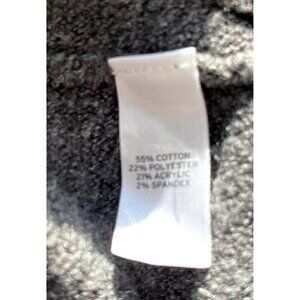 55% COTTON
22% POLYESTER
21% ACRYLIC
2% SPANDEX